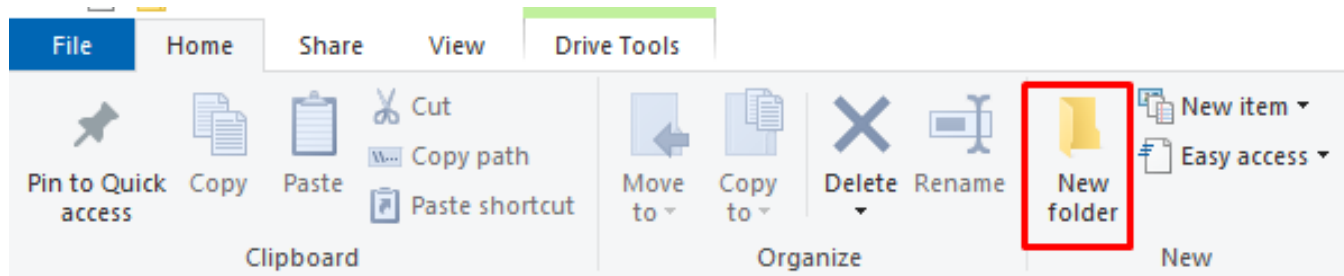 File Home Share View Drive Tools
Pin to Quick access
Copy
Paste
Cut
Copy path
Paste shortcut
Clipboard
Move to
Copy to
Delete
Rename
Organize
New folder
New item
Easy access
New